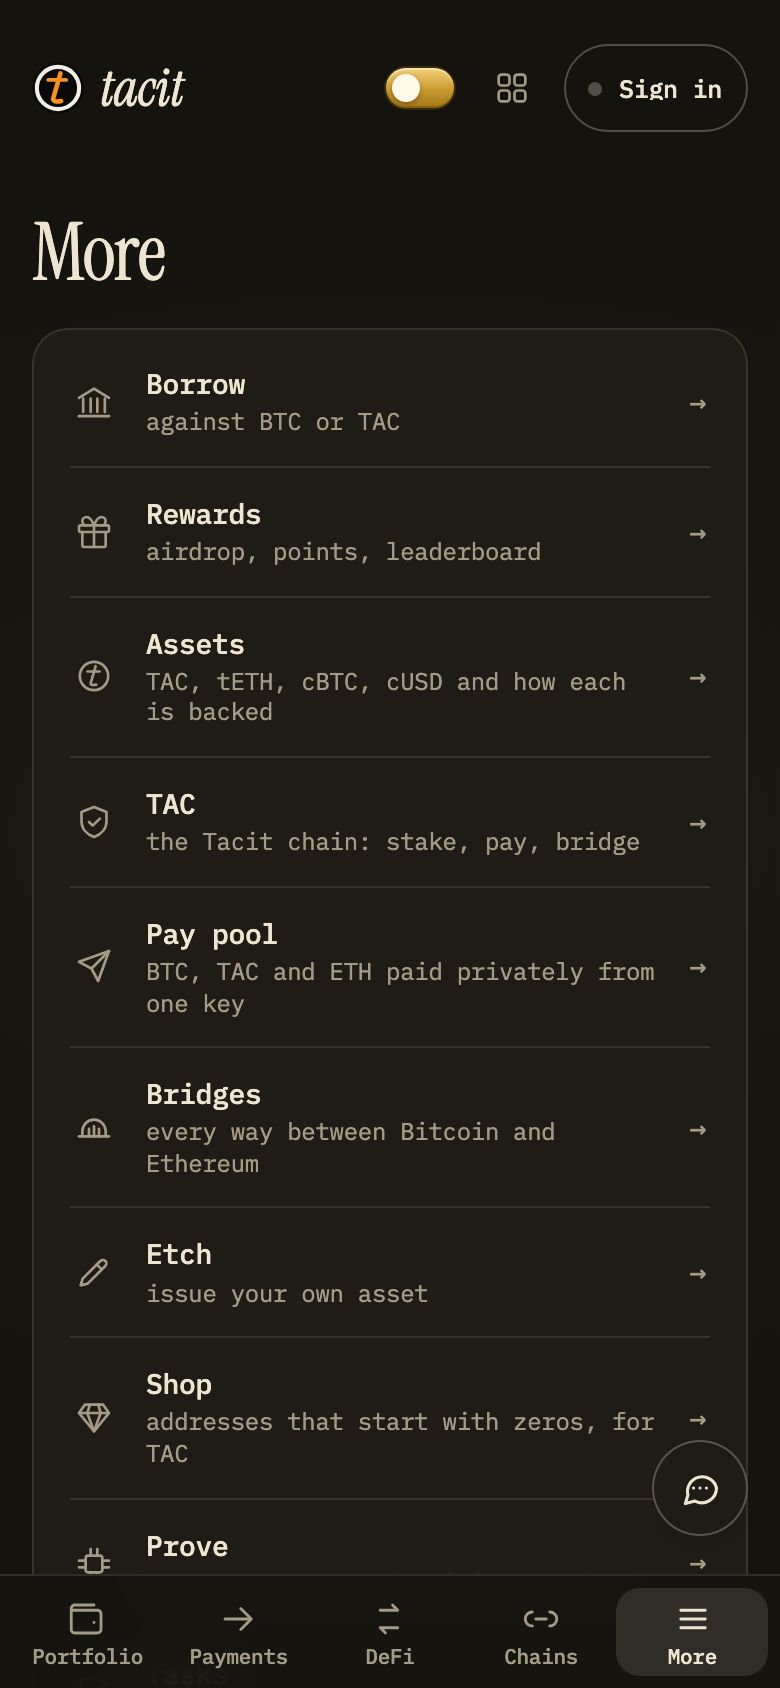 tacit
Sign in
More
Borrow
against BTC or TAC
→
Rewards
airdrop, points, leaderboard
→
Assets
TAC, tETH, cBTC, cUSD and how each
is backed
→
TAC
the Tacit chain: stake, pay, bridge
→
Pay pool
BTC, TAC and ETH paid privately from
one key
→
Bridges
every way between Bitcoin and
Ethereum
→
Etch
issue your own asset
→
Shop
addresses that start with zeros, for
TAC
→
Prove
→
Tasks
Portfolio
Payments
DeFi
Chains
More